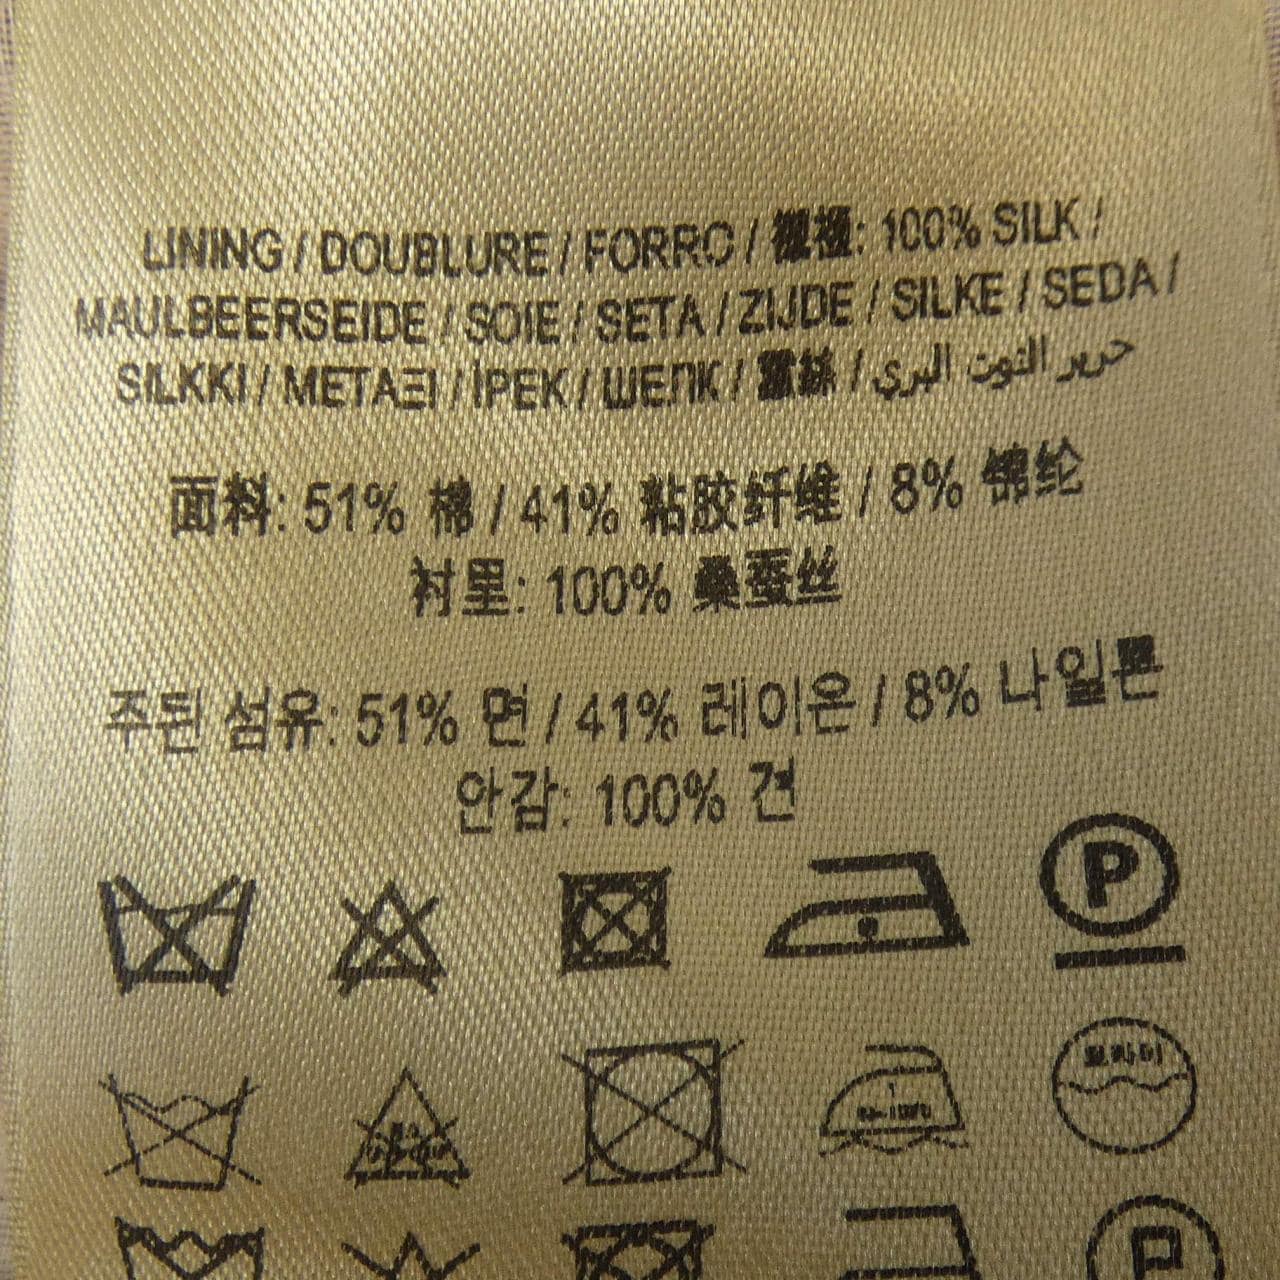 LINING / DOUBLURE / FORRO / 裡襯: 100% SILK /
MAULBEERSEIDE / SOIE / SETA / ZIJDE / SILKE / SEDA /
SILKKI / ΜΕΤΑΞΙ / İPEK / ШЕЛК / 蠶絲 / حرير التوت البري
面料: 51% 棉 / 41% 粘胶纤维 / 8% 锦纶
衬里: 100% 桑蚕丝
주된 섬유: 51% 면 / 41% 레이온 / 8% 나일론
안감: 100% 견
P
드라이
P